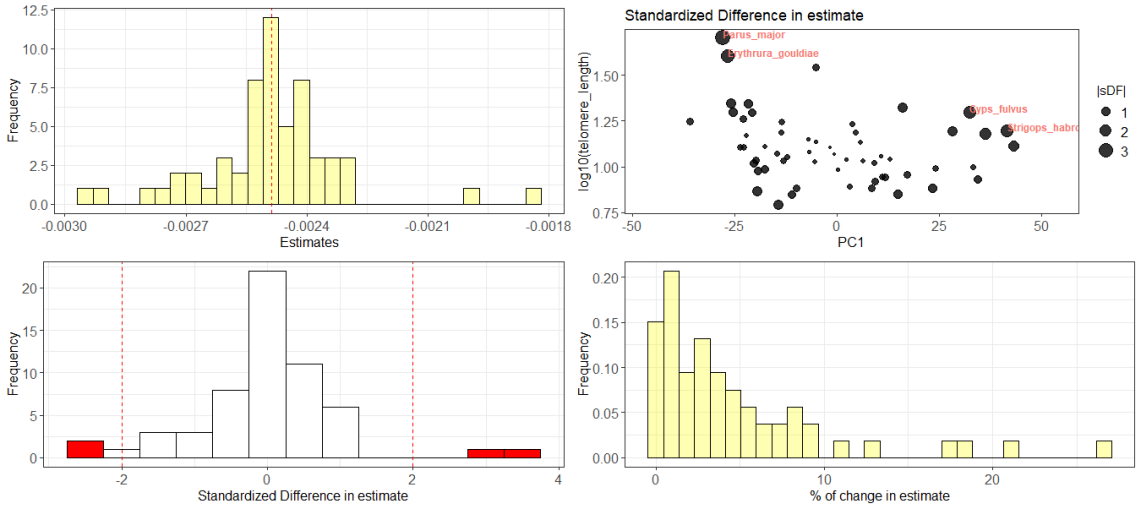 12.5
10.0
7.5
5.0
2.5
0.0
Frequency
-0.0030
-0.0027
-0.0024
-0.0021
-0.0018
Estimates
Standardized Difference in estimate
Parus_major
Erythrura_gouldiae
Gyps_fulvus
Strigops_habro
1.50
1.25
1.00
0.75
log10(telomere_length)
-50
-25
0
25
50
PC1
|sDF|
1
2
3
20
15
10
5
0
Frequency
-2
0
2
4
Standardized Difference in estimate
0.20
0.15
0.10
0.05
0.00
Frequency
0
10
20
% of change in estimate